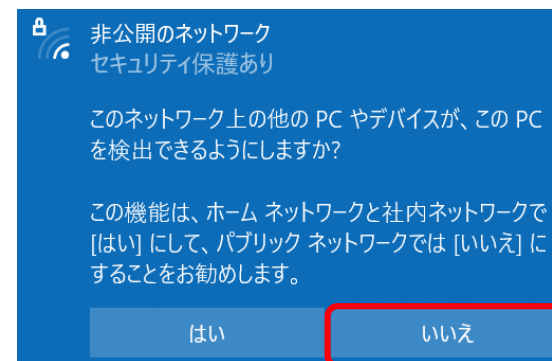 非公開のネットワーク
セキュリティ保護あり
このネットワーク上の他の PC やデバイスが、この PC
を検出できるようにしますか?
この機能は、ホーム ネットワークと社内ネットワークで
[はい] にして、パブリック ネットワークでは [いいえ] に
することをお勧めします。
はい
いいえ